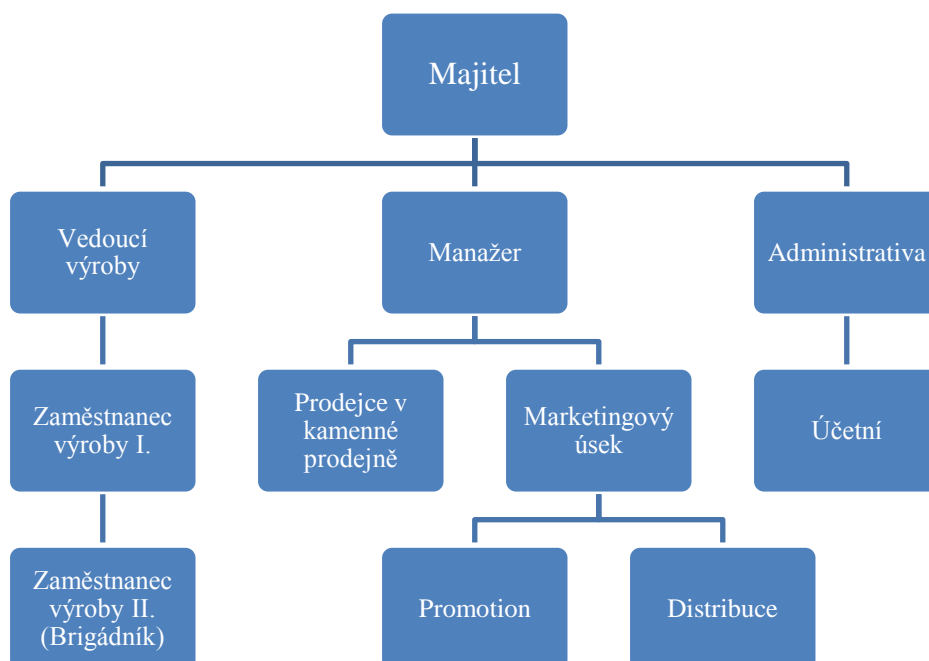 Majitel
Vedoucí
výroby
Manažer
Administrativa
Zaměstnanec
výroby I.
Prodejce v
kamenné
prodejně
Marketingový
úsek
Účetní
Zaměstnanec
výroby II.
(Brigádník)
Promotion
Distribuce